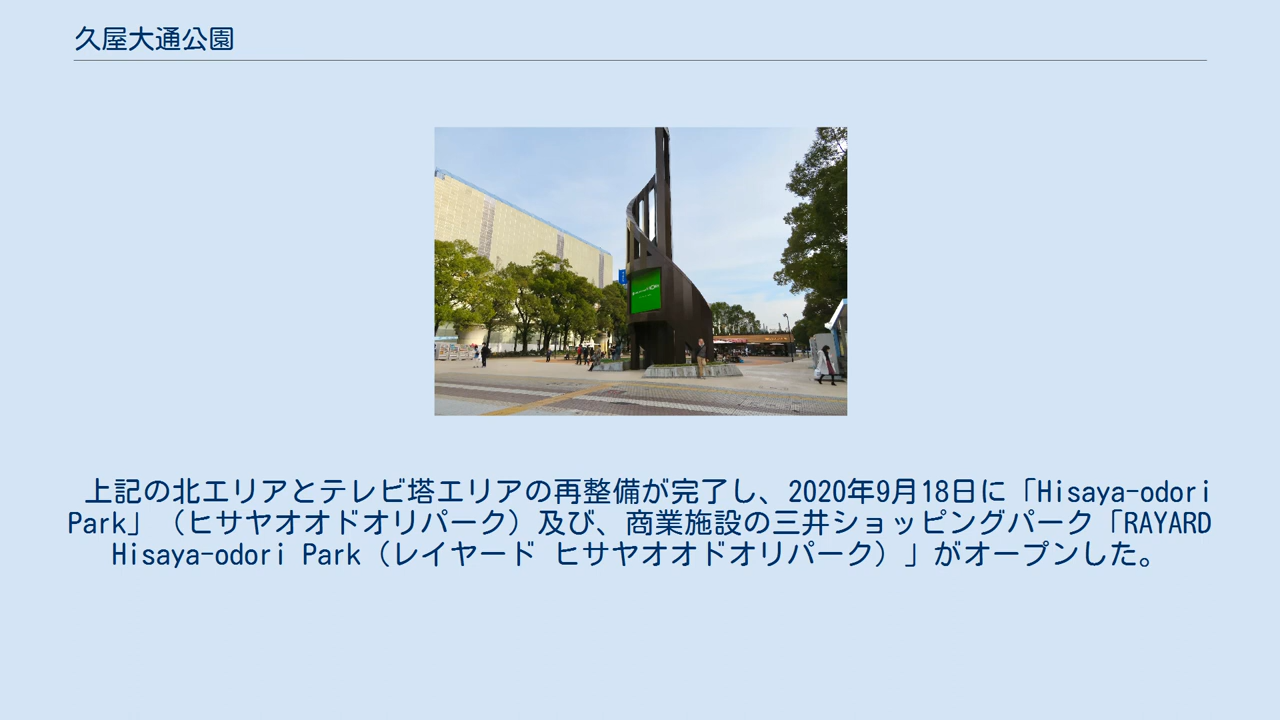 久屋大通公園
上記の北エリアとテレビ塔エリアの再整備が完了し、2020年9月18日に「Hisaya-odori
Park」（ヒサヤオオドオリパーク）及び、商業施設の三井ショッピングパーク「RAYARD
Hisaya-odori Park（レイヤード ヒサヤオオドオリパーク）」がオープンした。